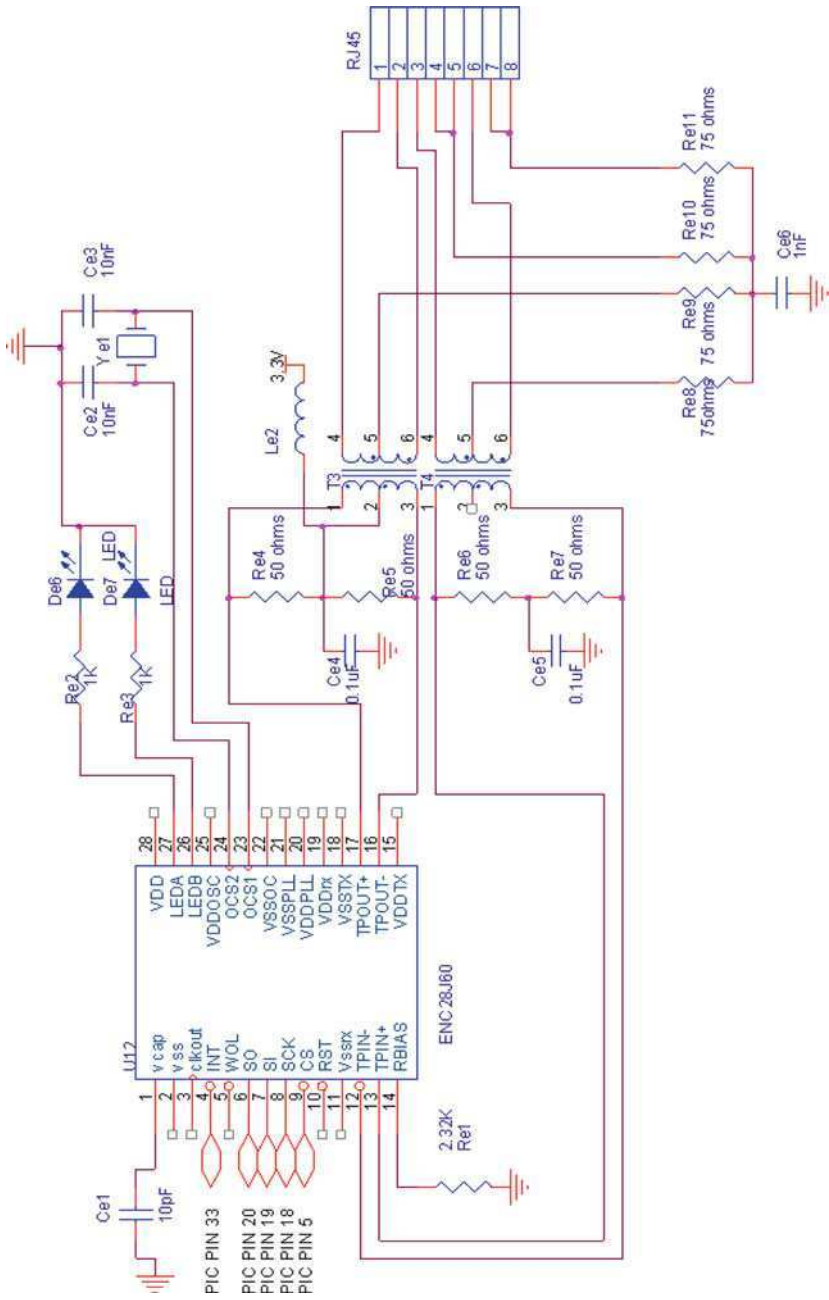 RJ45
1
2
3
4
5
6
7
8
Re11
75 ohms
Re10
75 ohms
Re9
75 ohms
Re8
75ohms
Ce6
1nF
Ce3
10nF
Ye1
Ce2
10nF
3.3V
Le2
T3
1
2
3
4
5
6
T4
1
2
3
4
5
6
De6
LED
De7
LED
Re2
1K
Re3
1K
Re4
50 ohms
Re5
50 ohms
Ce4
0.1uF
Re6
50 ohms
Re7
50 ohms
Ce5
0.1uF
28
27
26
25
24
23
22
21
20
19
18
17
16
15
VDD
LEDA
LEDB
VDDOSC
OCS2
OCS1
VSSOC
VSSPLL
VDDPLL
VDDrx
VSSTX
TPOUT+
TPOUT-
VDDTX
U12
ENC28J60
vcap
vss
clkout
INT
WOL
SO
SI
SCK
CS
RST
Vssrx
TPIN-
TPIN+
RBIAS
1
2
3
4
5
6
7
8
9
10
11
12
13
14
Ce1
10pF
PIC PIN 33
PIC PIN 20
PIC PIN 19
PIC PIN 18
PIC PIN 5
2.32K
Re1